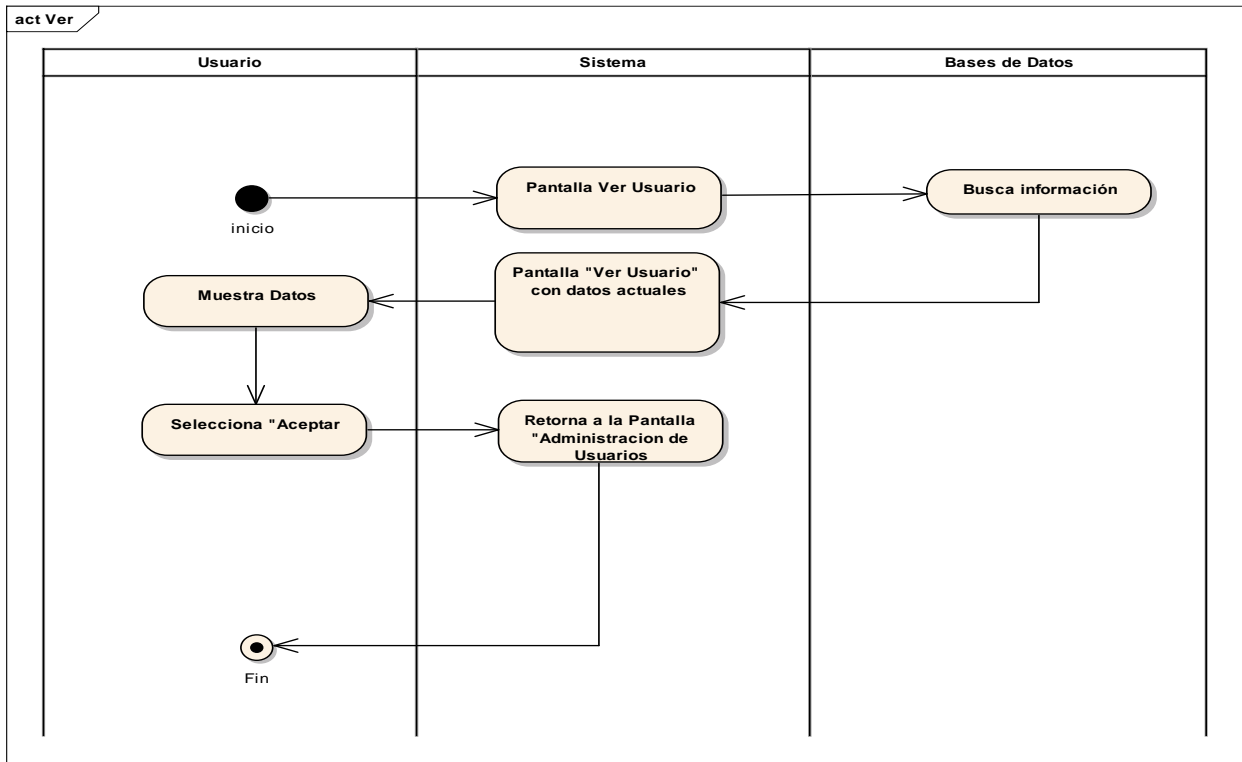 act Ver
Usuario
Sistema
Bases de Datos
inicio
Pantalla Ver Usuario
Busca información
Pantalla "Ver Usuario"
con datos actuales
Muestra Datos
Selecciona "Aceptar
Retorna a la Pantalla
"Administracion de
Usuarios
Fin